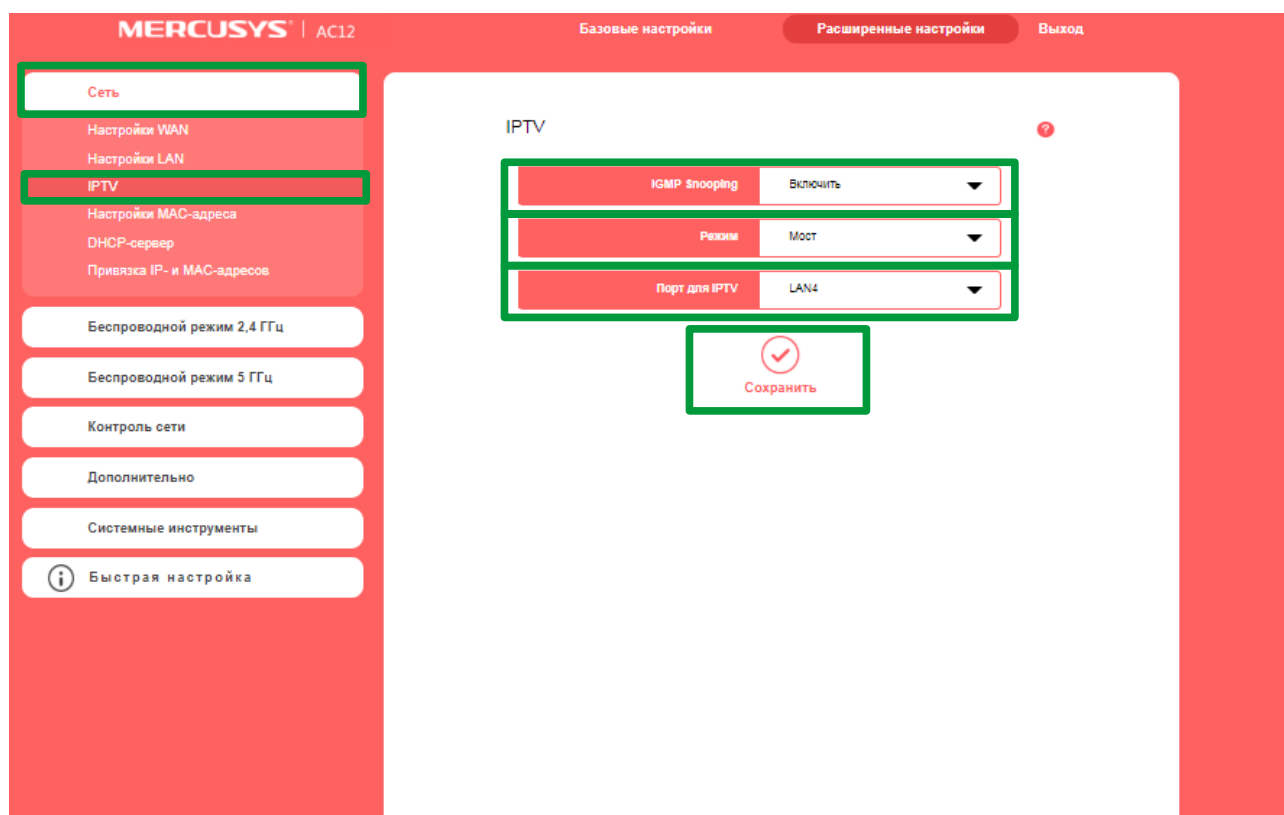 MERCUSYS® | AC12
Базовые настройки
Расширенные настройки
Выход
Сеть
Настройки WAN
Настройки LAN
IPTV
Настройки MAC-адреса
DHCP-сервер
Привязка IP- и MAC-адресов
Беспроводной режим 2,4 ГГц
Беспроводной режим 5 ГГц
Контроль сети
Дополнительно
Системные инструменты
Быстрая настройка
IPTV
IGMP Snooping
Включить
Режим
Мост
Порт для IPTV
LAN4
Сохранить